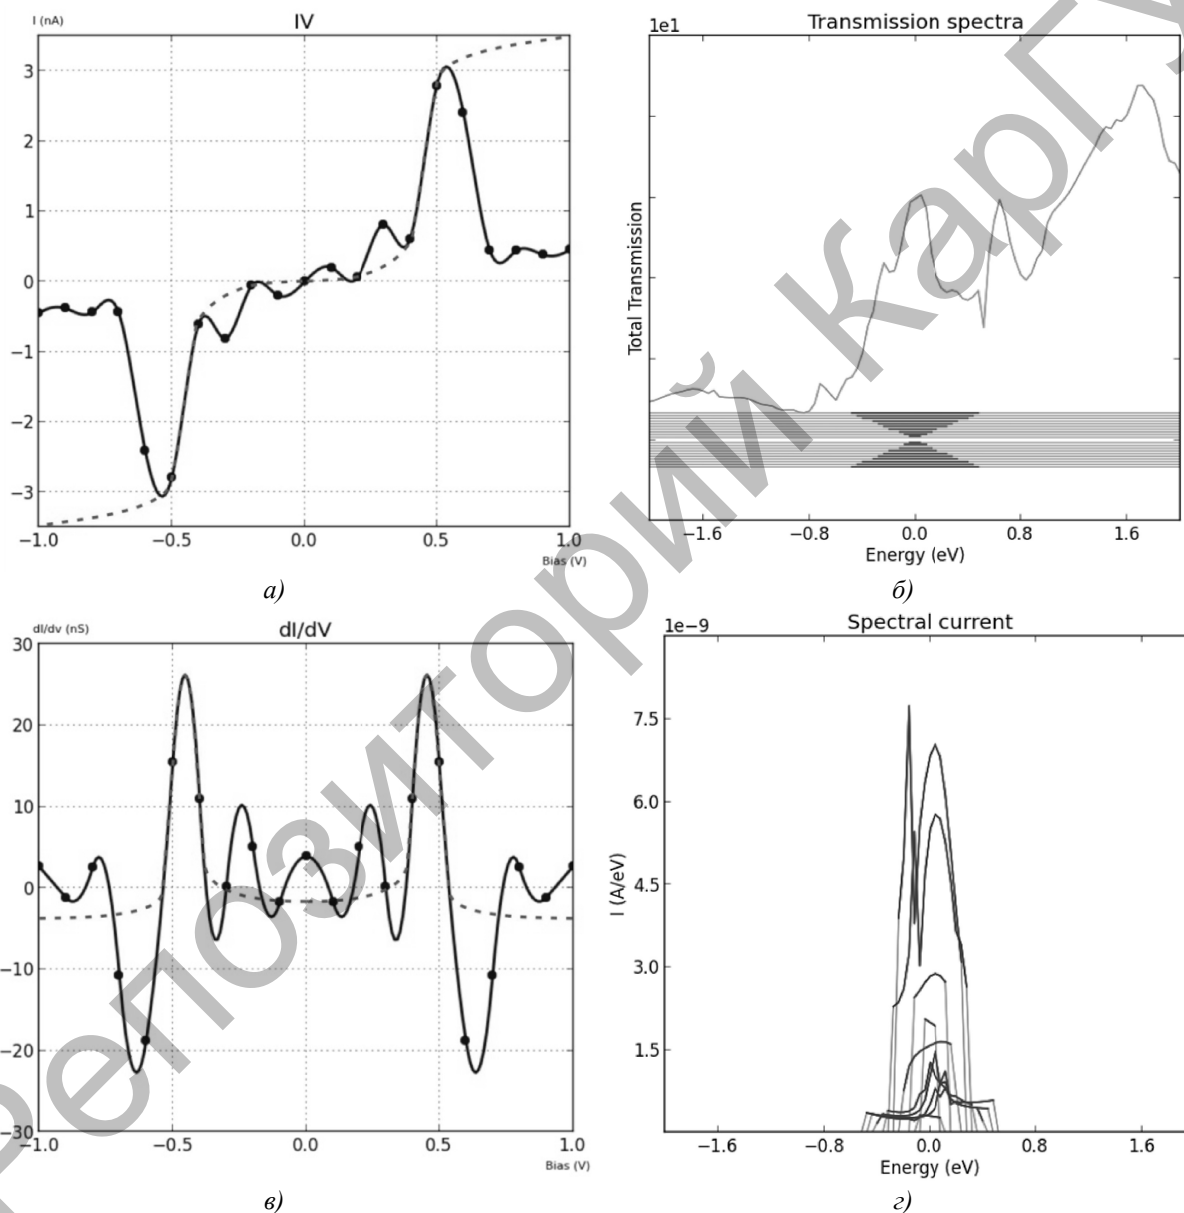 I (nA)
IV
3
2
1
0
−1
−2
−3
−1.0
−0.5
0.0
0.5
1.0
Bias (V)
а)
1e1
Transmission spectra
Total Transmission
−1.6
−0.8
0.0
0.8
1.6
Energy (eV)
б)
dI/dv (nS)
dI/dV
30
20
10
0
−10
−20
−30
−1.0
−0.5
0.0
0.5
1.0
Bias (V)
в)
1e−9
Spectral current
I (A/eV)
7.5
6.0
4.5
3.0
1.5
−1.6
−0.8
0.0
0.8
1.6
Energy (eV)
г)
Репозиторий КарГУ